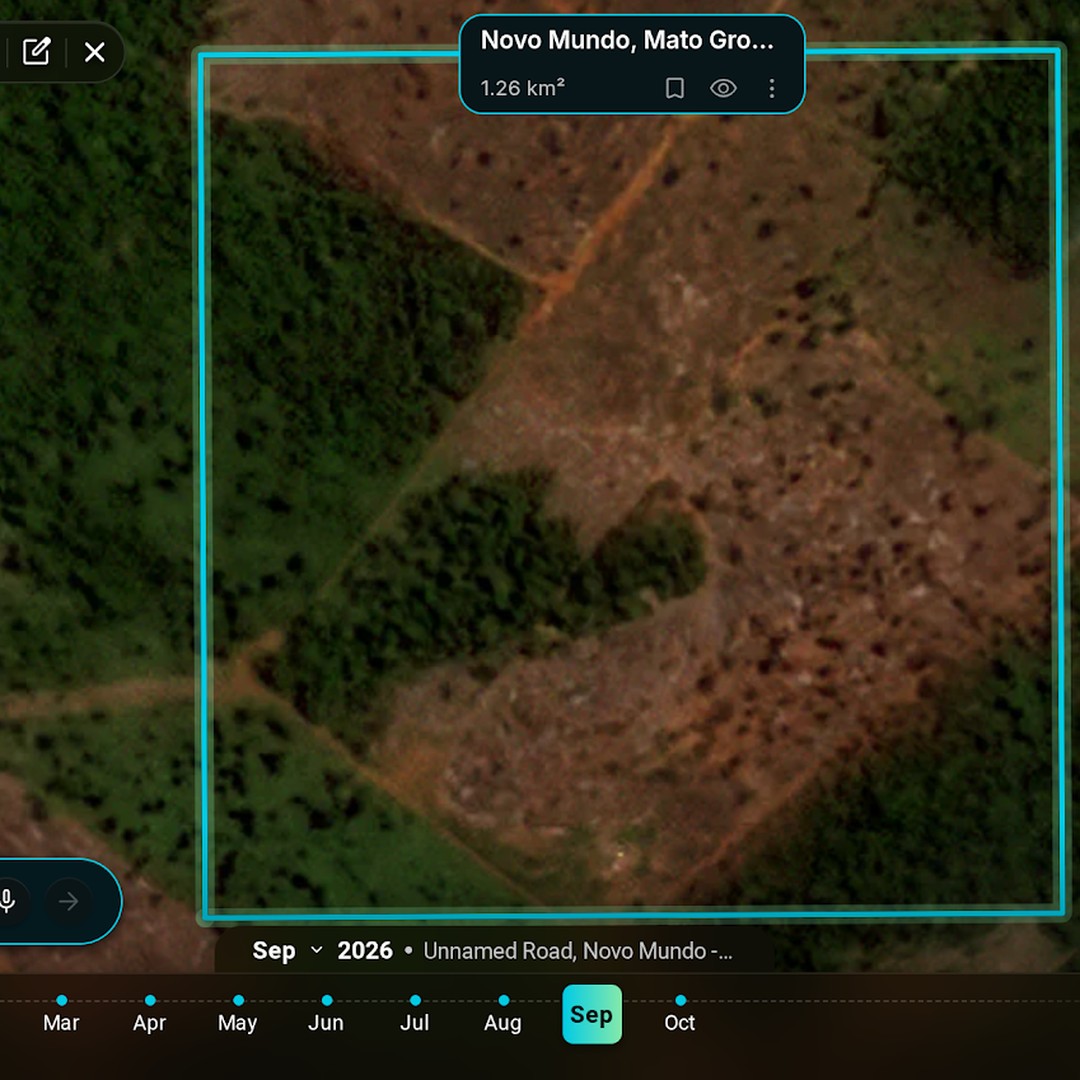 Novo Mundo, Mato Gro...
1.26 km²
Sep 2026 • Unnamed Road, Novo Mundo -...
Mar Apr May Jun Jul Aug Sep Oct